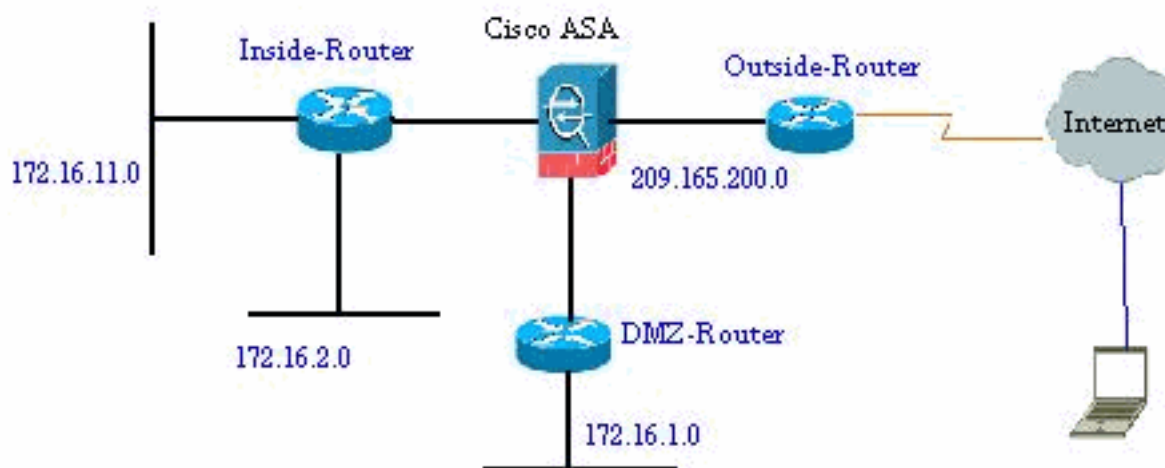 Cisco ASA
Inside-Router
Outside-Router
Internet
172.16.11.0
209.165.200.0
DMZ-Router
172.16.2.0
172.16.1.0